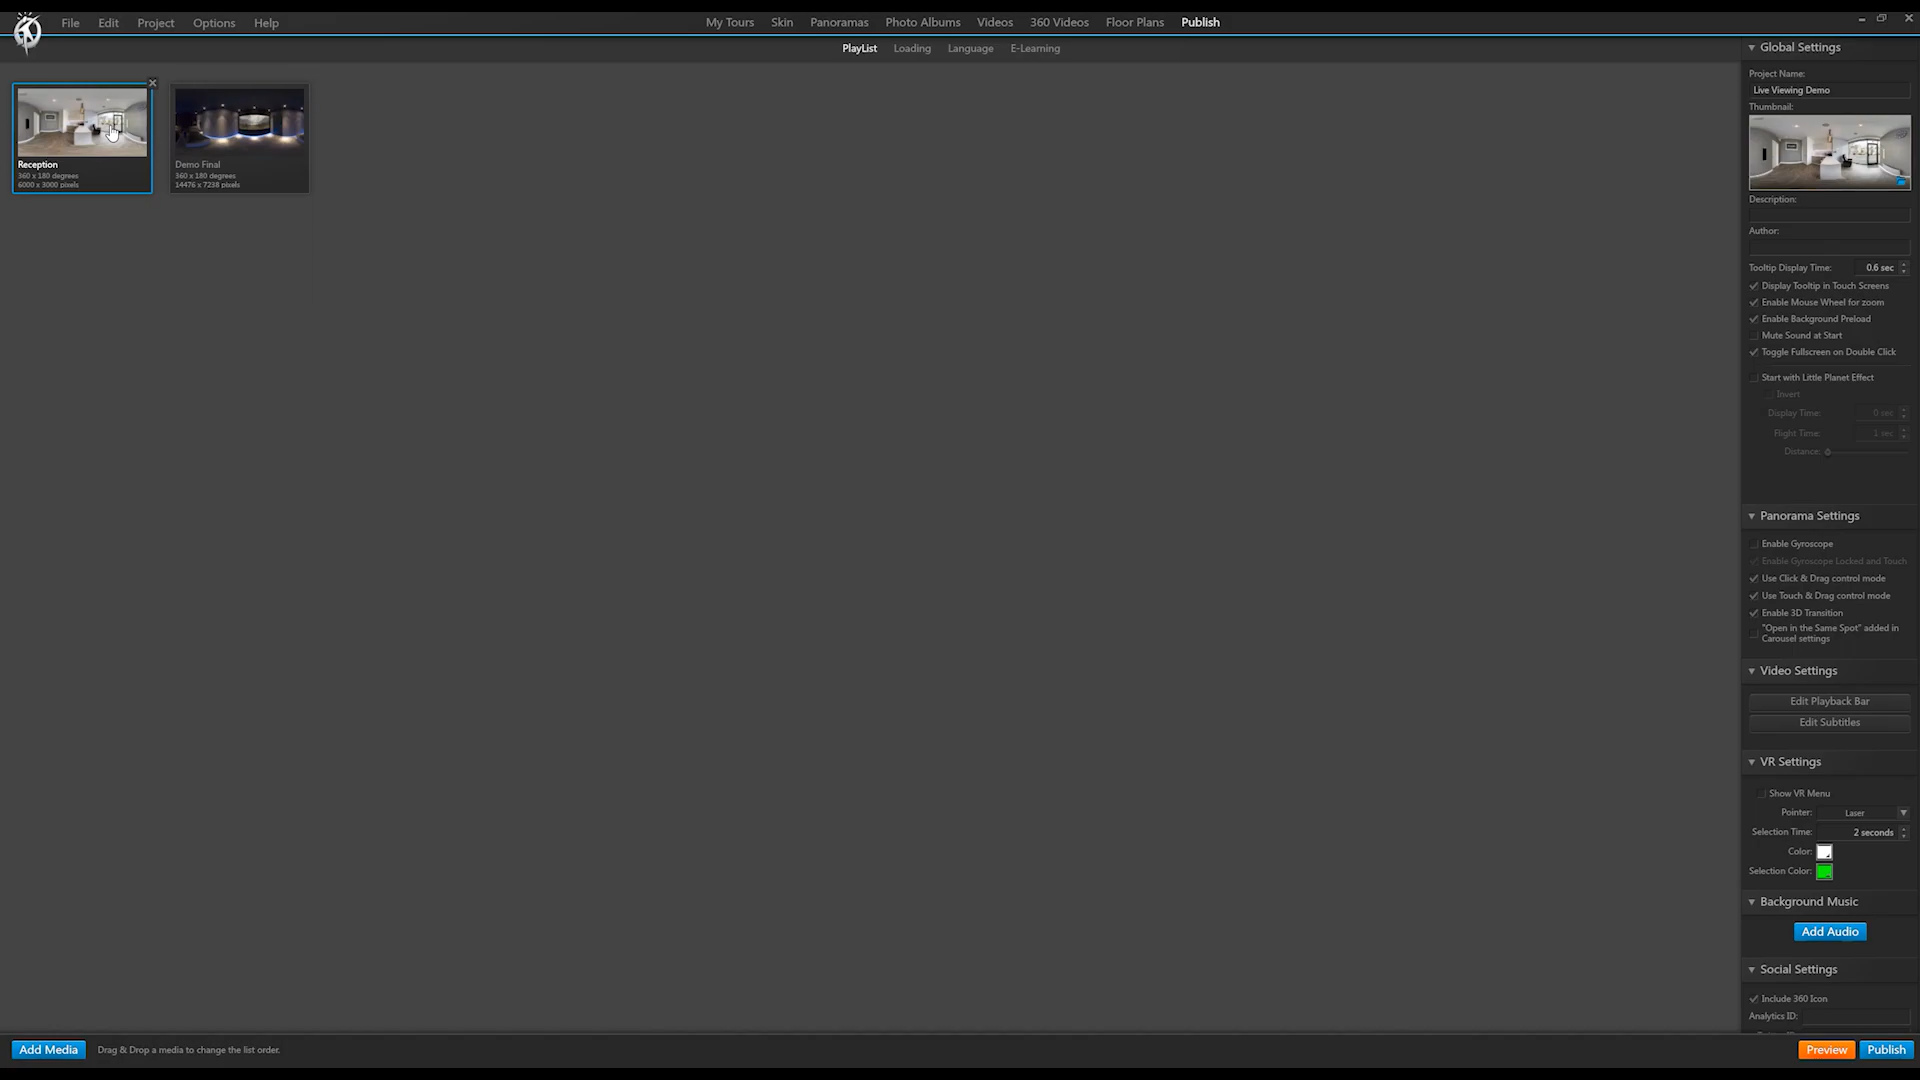 File Edit Project Options Help
My Tours Skin Panoramas Photo Albums Videos 360 Videos Floor Plans Publish
PlayList Loading Language E-Learning
Reception
360 x 180 degrees
6000 x 3000 pixels
Demo Final
360 x 180 degrees
14476 x 7238 pixels
Global Settings
Project Name:
Live Viewing Demo
Thumbnail:
Description:
Author:
Tooltip Display Time: 0.6 sec
Display Tooltip in Touch Screens
Enable Mouse Wheel for zoom
Enable Background Preload
Mute Sound at Start
Toggle Fullscreen on Double Click
Start with Little Planet Effect
Invert
Display Time: 0 sec
Flight Time: 1 sec
Distance:
Panorama Settings
Enable Gyroscope
Enable Gyroscope Locked and Touch
Use Click & Drag control mode
Use Touch & Drag control mode
Enable 3D Transition
"Open in the Same Spot" added in
Carousel settings
Video Settings
Edit Playback Bar
Edit Subtitles
VR Settings
Show VR Menu
Pointer: Laser
Selection Time: 2 seconds
Color:
Selection Color:
Background Music
Add Audio
Social Settings
Include 360 Icon
Analytics ID:
Add Media Drag & Drop a media to change the list order.
Preview Publish